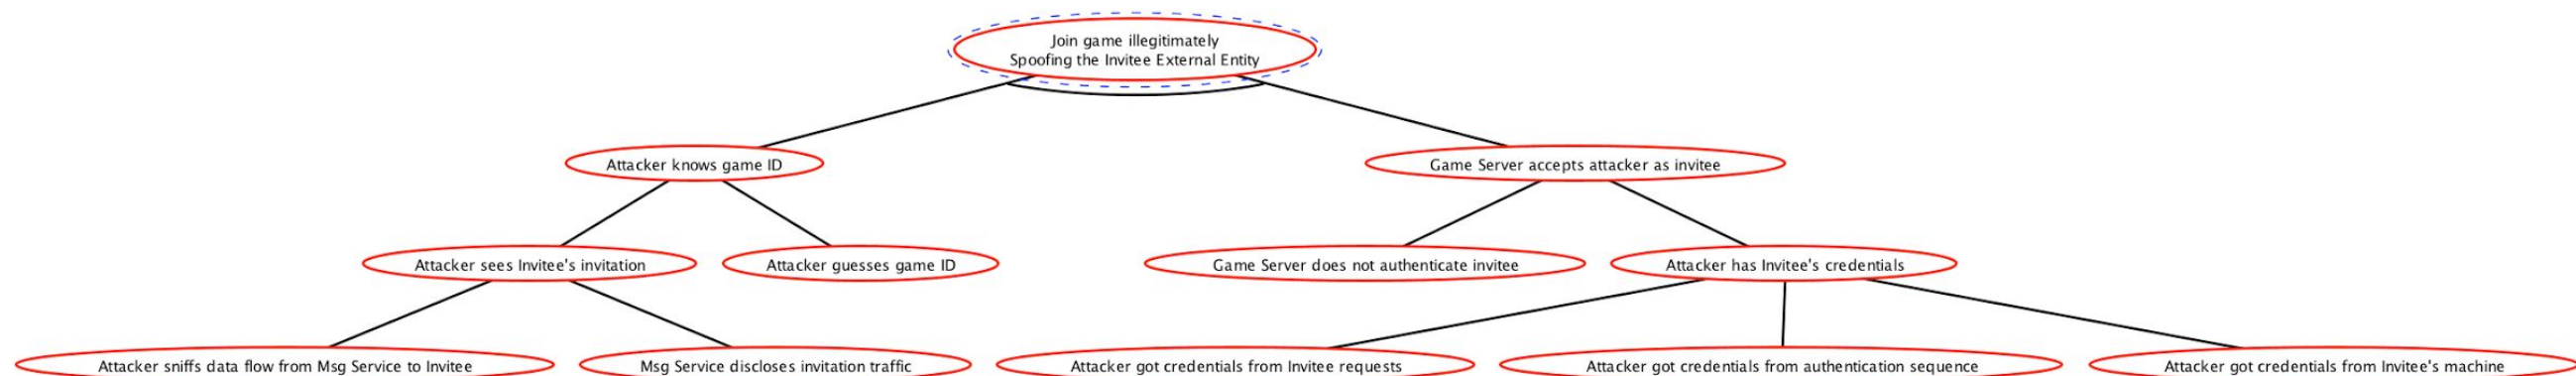 Join game illegitimately
Spoofing the Invitee External Entity
Attacker knows game ID
Game Server accepts attacker as invitee
Attacker sees Invitee's invitation
Attacker guesses game ID
Game Server does not authenticate invitee
Attacker has Invitee's credentials
Attacker sniffs data flow from Msg Service to Invitee
Msg Service discloses invitation traffic
Attacker got credentials from Invitee requests
Attacker got credentials from authentication sequence
Attacker got credentials from Invitee's machine